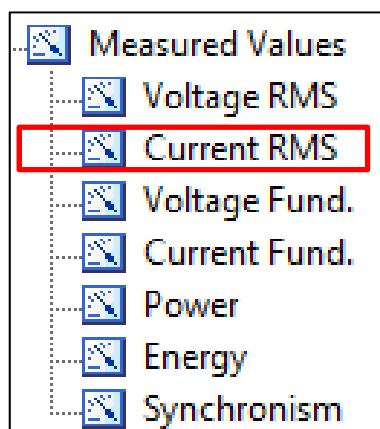 Measured Values
Voltage RMS
Current RMS
Voltage Fund.
Current Fund.
Power
Energy
Synchronism